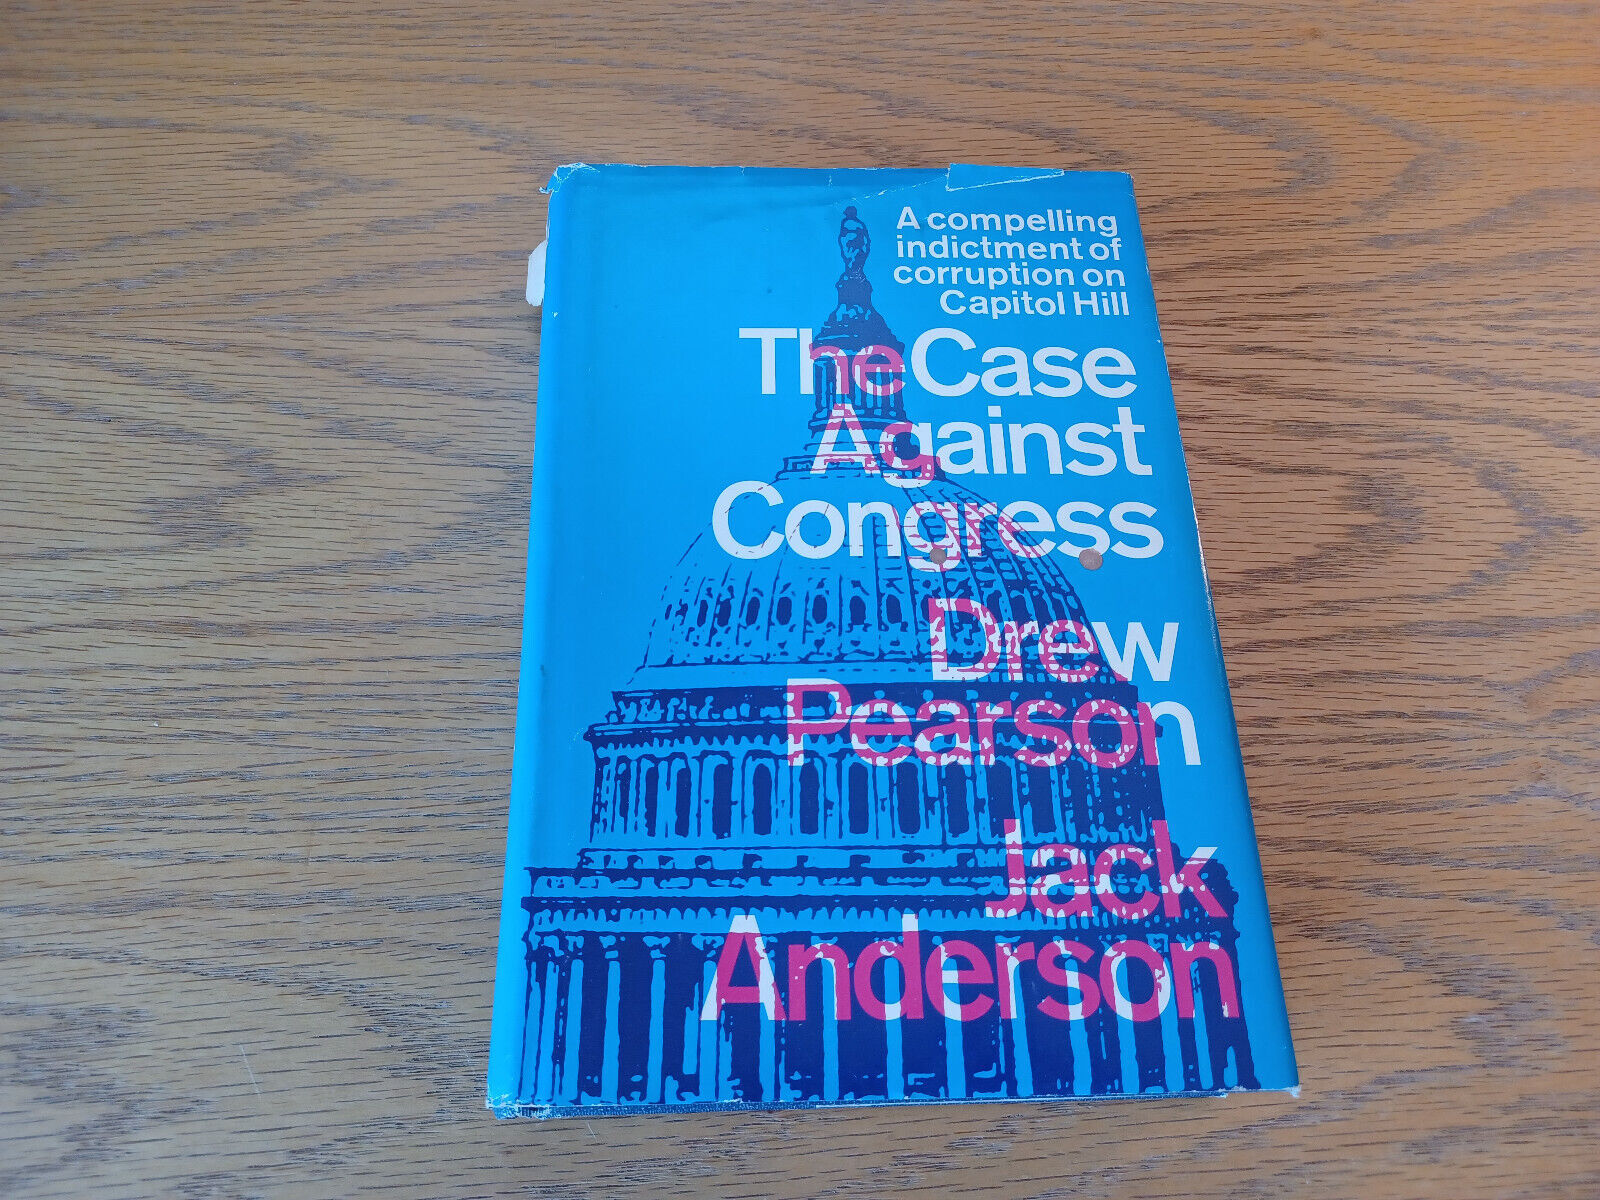 A compelling
indictment of
corruption on
Capitol Hill
The Case
Against
Congress
Drew
Pearson
Jack
Anderson